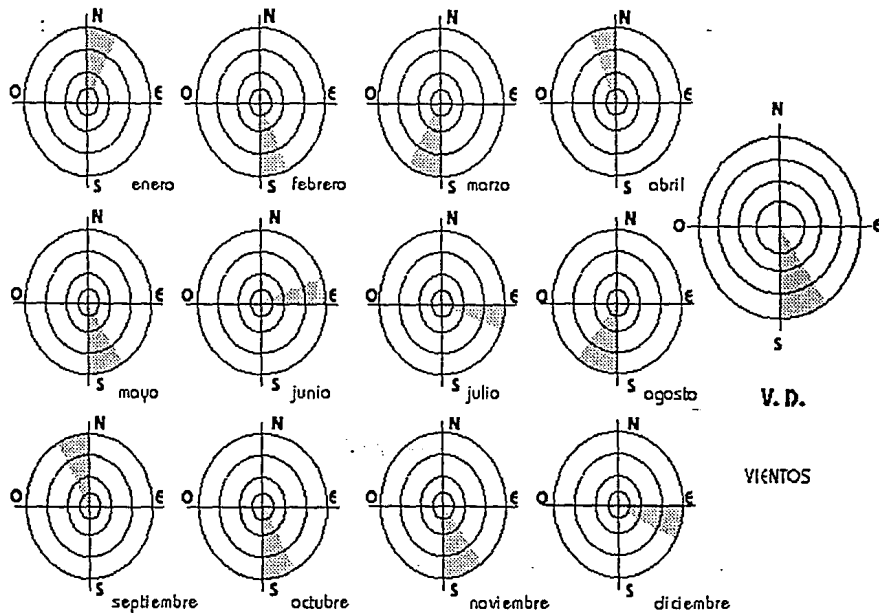 N
O E
S
enero
N
O E
S
febrero
N
O E
S
marzo
N
O E
S
abril
N
O E
S
mayo
N
O E
S
junio
N
O E
S
julio
N
O E
S
agosto
N
O E
S
septiembre
N
O E
S
octubre
N
O E
S
noviembre
N
O E
S
diciembre
N
O E
S
V. D.
VIENTOS